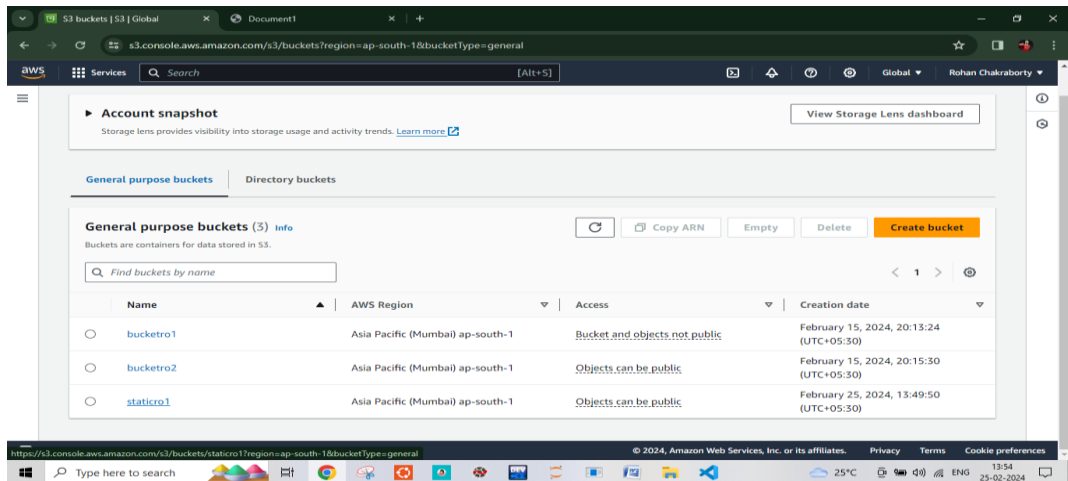 S3 buckets | S3 | Global
Document1
s3.console.aws.amazon.com/s3/buckets?region=ap-south-1&bucketType=general
aws Services Search [Alt+S] Global Rohan Chakraborty
Account snapshot
View Storage Lens dashboard
Storage lens provides visibility into storage usage and activity trends. Learn more
General purpose buckets Directory buckets
General purpose buckets (3) Info
Copy ARN Empty Delete Create bucket
Buckets are containers for data stored in S3.
Find buckets by name
1
Name AWS Region Access Creation date
bucketro1 Asia Pacific (Mumbai) ap-south-1 Bucket and objects not public February 15, 2024, 20:13:24
(UTC+05:30)
bucketro2 Asia Pacific (Mumbai) ap-south-1 Objects can be public February 15, 2024, 20:15:30
(UTC+05:30)
staticro1 Asia Pacific (Mumbai) ap-south-1 Objects can be public February 25, 2024, 13:49:50
(UTC+05:30)
https://s3.console.aws.amazon.com/s3/buckets/staticro1?region=ap-south-1&bucketType=general
© 2024, Amazon Web Services, Inc. or its affiliates. Privacy Terms Cookie preferences
Type here to search
25°C ENG 13:54
25-02-2024